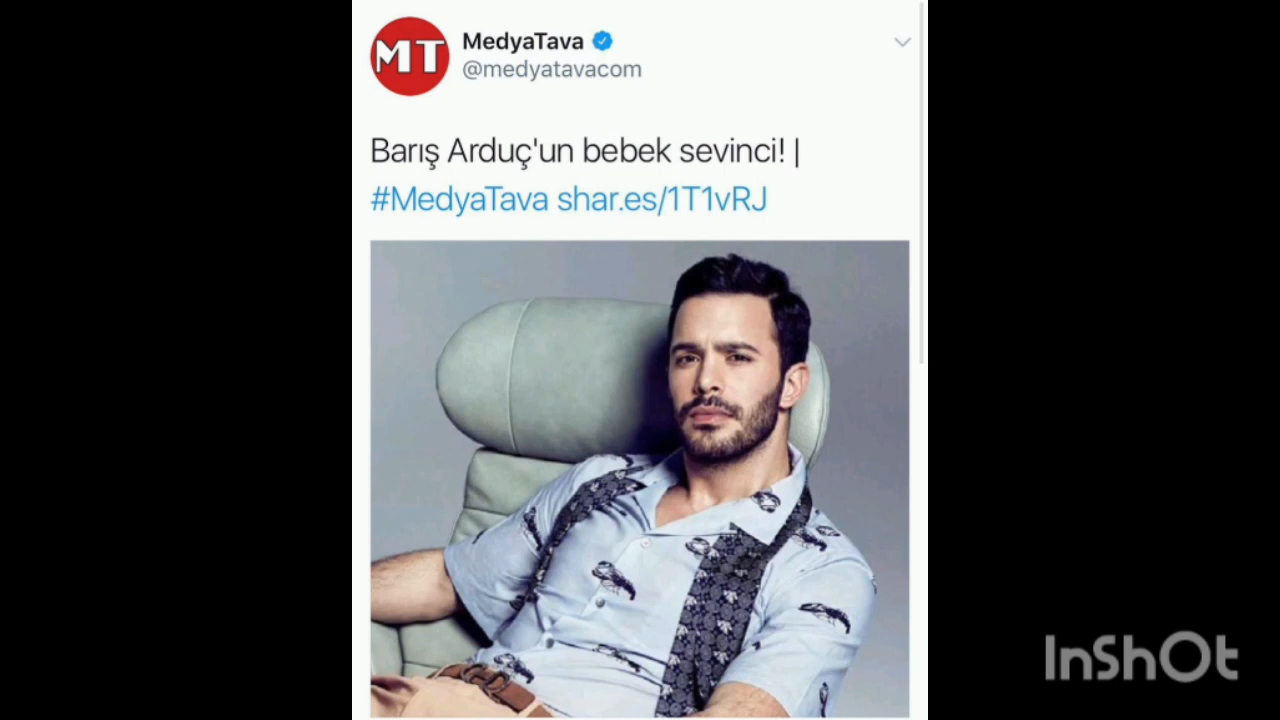 MT
MedyaTava
@medyatavacom
Barış Arduç'un bebek sevinci! |
#MedyaTava shar.es/1T1vRJ
InShOt